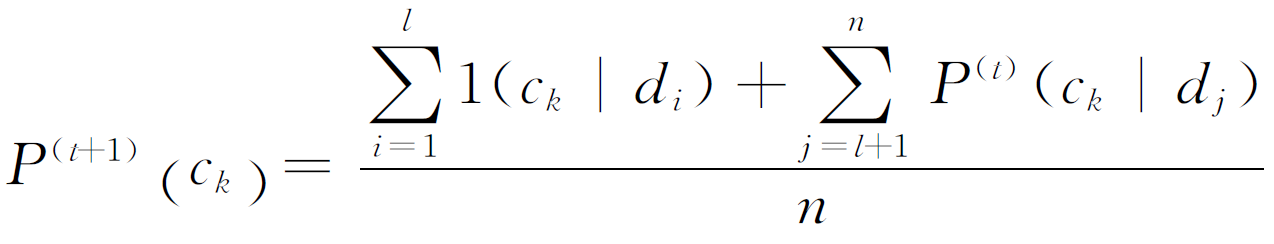 P^{(t+1)}(c_k) = \frac{\sum_{i=1}^{l} 1(c_k | d_i) + \sum_{j=l+1}^{n} P^{(t)}(c_k | d_j)}{n}